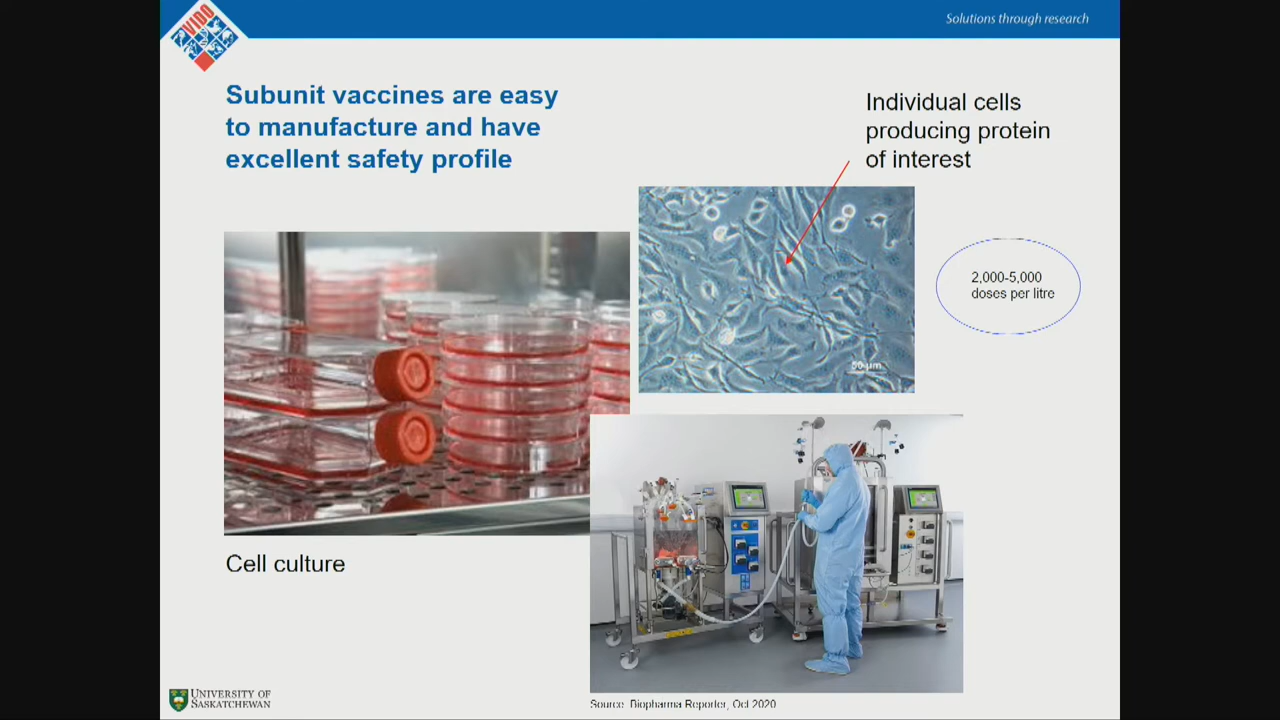 VIDO
Solutions through research
Subunit vaccines are easy
to manufacture and have
excellent safety profile
Individual cells
producing protein
of interest
2,000-5,000
doses per litre
50 µm
Cell culture
UNIVERSITY OF
SASKATCHEWAN
Source: Biopharma Reporter, Oct 2020